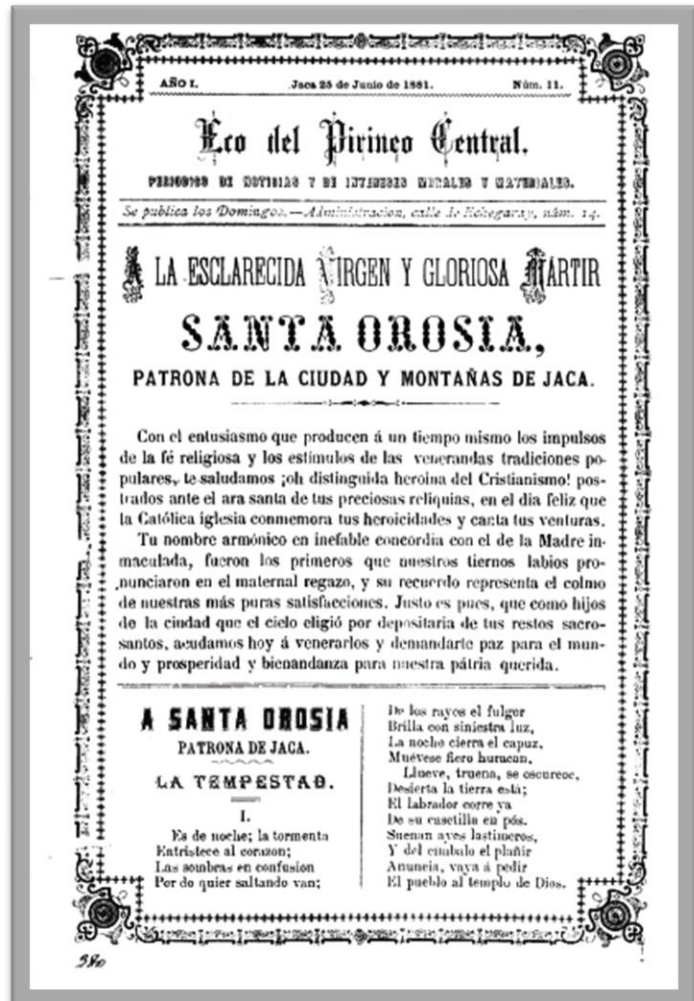 AÑO I.
Jaca 25 de Junio de 1881.
Núm. 11.
Eco del Pirineo Central.
PERIODICO DE NOTICIAS Y DE INTERESES MORALES Y MATERIALES.
Se publica los Domingos.—Administracion, calle de Echegaray, núm. 14.
A LA ESCLARECIDA VIRGEN Y GLORIOSA MÁRTIR
SANTA OROSIA,
PATRONA DE LA CIUDAD Y MONTAÑAS DE JACA.
Con el entusiasmo que producen á un tiempo mismo los impulsos
de la fé religiosa y los estímulos de las venerandas tradiciones po-
pulares, te saludamos ¡oh distinguida heroina del Cristianismo! pos-
trados ante el ara santa de tus preciosas reliquias, en el dia feliz que
la Católica iglesia conmemora tus heroicidades y canta tus venturas.
Tu nombre armónico en inefable concordia con el de la Madre in-
maculada, fueron los primeros que nuestros tiernos labios pro-
nunciaron en el maternal regazo, y su recuerdo representa el colmo
de nuestras más puras satisfacciones. Justo es pues, que como hijos
de la ciudad que el cielo eligió por depositaria de tus restos sacro-
santos, acudamos hoy á venerarlos y demandarte paz para el mun-
do y prosperidad y bienandanza para nuestra pátria querida.
A SANTA OROSIA
PATRONA DE JACA.
LA TEMPESTAD.
I.
Es de noche; la tormenta
Entristece al corazon;
Las sombras en confusion
Por do quier saltando van;
De los rayos el fulgor
Brilla con siniestra luz,
La noche cierra el capuz,
Muévese fiero huracan.
Llueve, truena, se oscurece,
Desierta la tierra está;
El labrador corre ya
De su casetilla en pós.
Suenan ayes lastimeros,
Y del címbalo el plañir
Anuncia, vaya á pedir
El pueblo al templo de Dios.
380